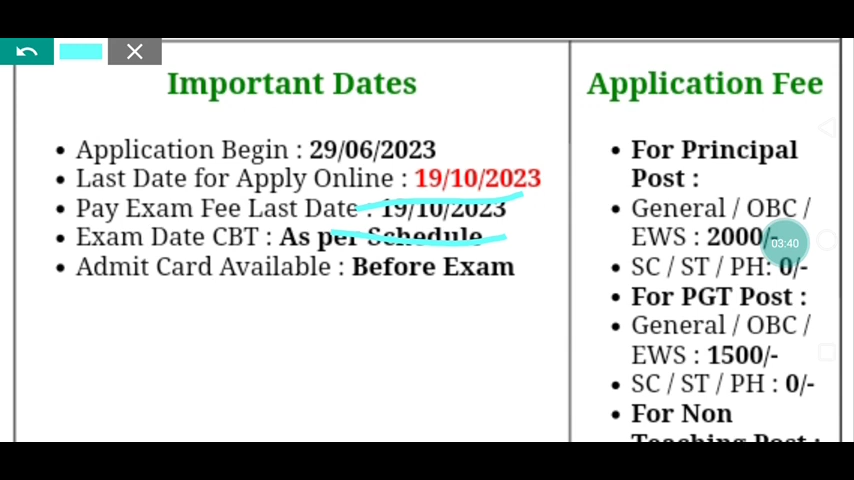 Important Dates
Application Begin : 29/06/2023
Last Date for Apply Online : 19/10/2023
Pay Exam Fee Last Date : 19/10/2023
Exam Date CBT : As per Schedule
Admit Card Available : Before Exam
Application Fee
For Principal
Post :
General / OBC /
EWS : 2000/-
SC / ST / PH: 0/-
For PGT Post :
General / OBC /
EWS : 1500/-
SC / ST / PH : 0/-
For Non
Teaching Post :
03:40